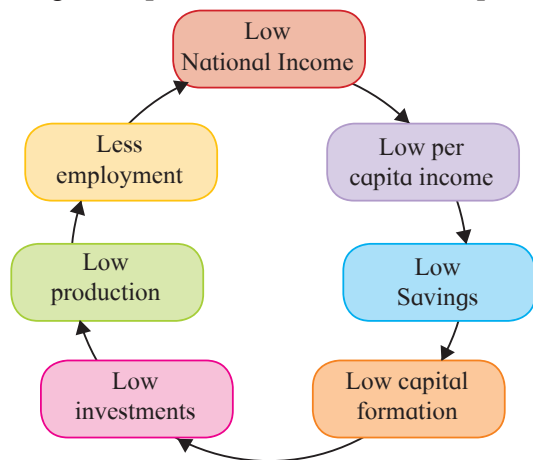 Low
National Income
Low per
capita income
Low
Savings
Low capital
formation
Low
investments
Low
production
Less
employment